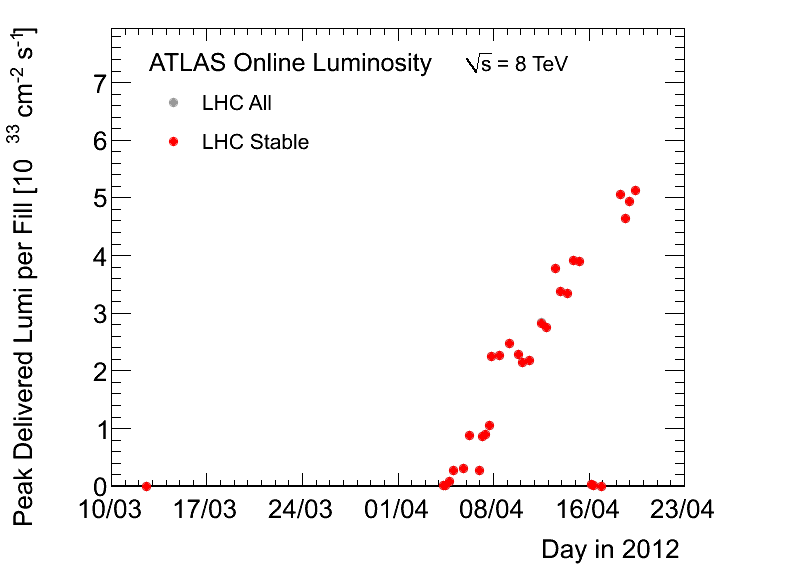 ATLAS Online Luminosity √s = 8 TeV
LHC All
LHC Stable
Peak Delivered Lumi per Fill [10³³ cm⁻² s⁻¹]
7
6
5
4
3
2
1
0
10/03 17/03 24/03 01/04 08/04 16/04 23/04
Day in 2012